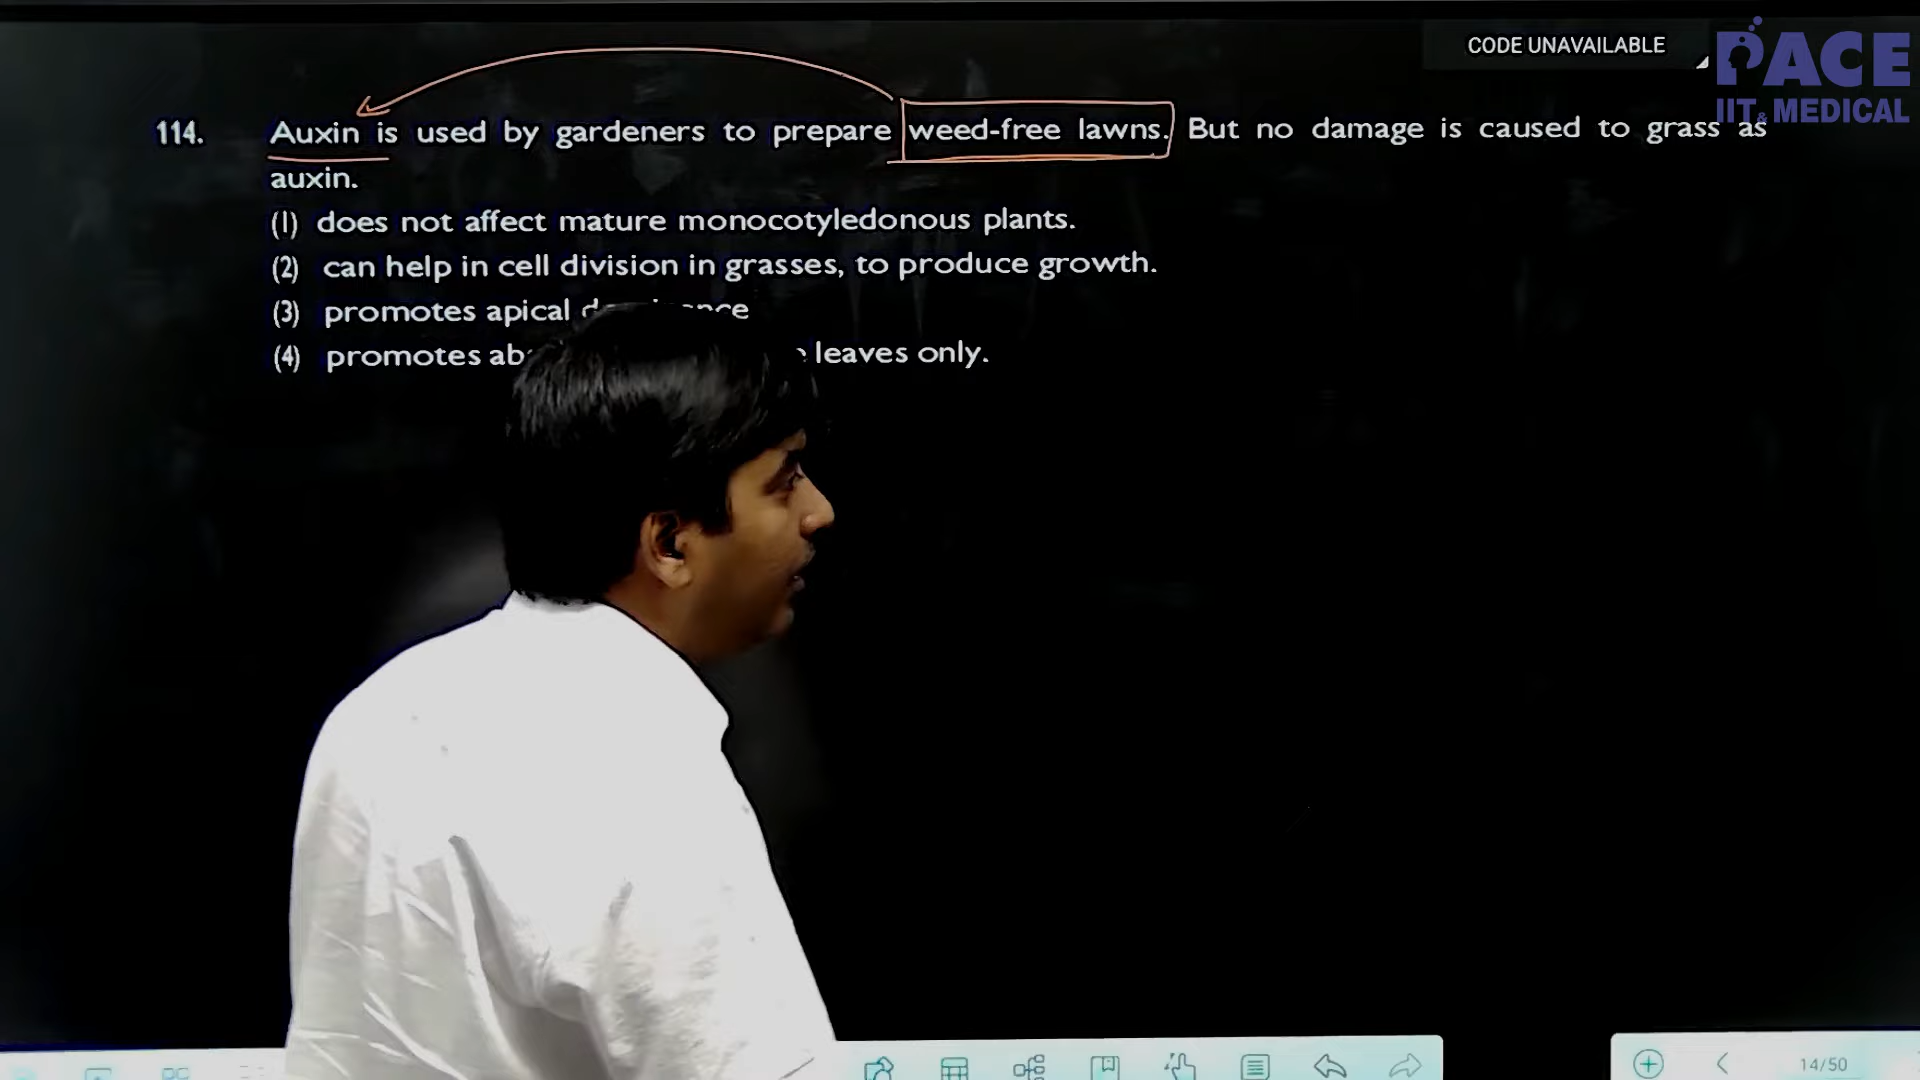 CODE UNAVAILABLE
PACE
IIT & MEDICAL
114. Auxin is used by gardeners to prepare weed-free lawns. But no damage is caused to grass as
auxin.
(1) does not affect mature monocotyledonous plants.
(2) can help in cell division in grasses, to produce growth.
(3) promotes apical
(4) promotes leaves only.
14/50